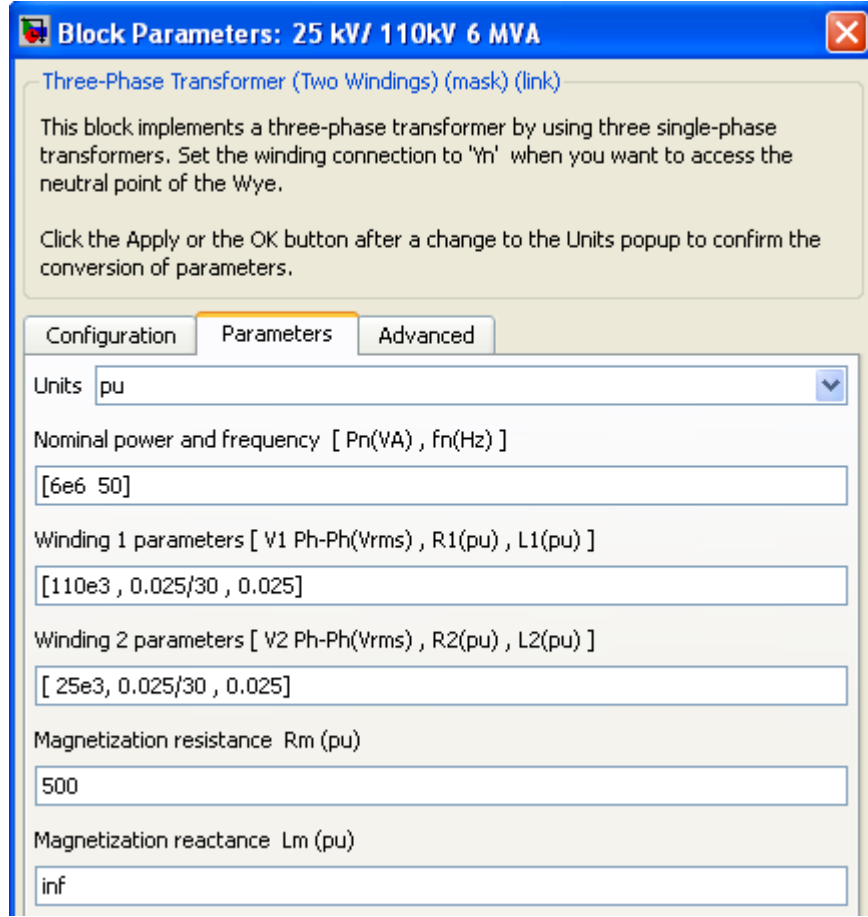 Block Parameters: 25 kV/ 110kV 6 MVA
Three-Phase Transformer (Two Windings) (mask) (link)
This block implements a three-phase transformer by using three single-phase
transformers. Set the winding connection to 'Yn' when you want to access the
neutral point of the Wye.
Click the Apply or the OK button after a change to the Units popup to confirm the
conversion of parameters.
Configuration Parameters Advanced
Units pu
Nominal power and frequency [ Pn(VA) , fn(Hz) ]
[6e6 50]
Winding 1 parameters [ V1 Ph-Ph(Vrms) , R1(pu) , L1(pu) ]
[110e3 , 0.025/30 , 0.025]
Winding 2 parameters [ V2 Ph-Ph(Vrms) , R2(pu) , L2(pu) ]
[ 25e3, 0.025/30 , 0.025]
Magnetization resistance Rm (pu)
500
Magnetization reactance Lm (pu)
inf